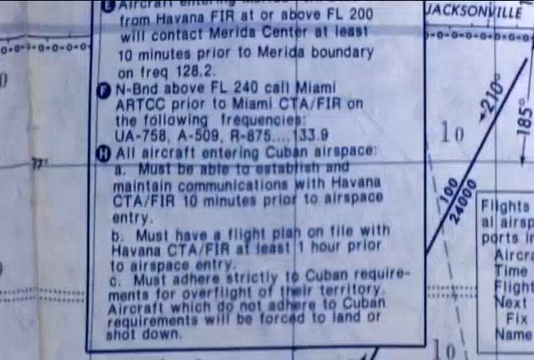 E Aircraft entering Merida
from Havana FIR at or above FL 200
will contact Merida Center at least
10 minutes prior to Merida boundary
on freq 128.2.
F N-Bnd above FL 240 call Miami
ARTCC prior to Miami CTA/FIR on
the following frequencies:
UA-758, A-509, R-875....133.9
H All aircraft entering Cuban airspace:
a. Must be able to establish and
maintain communications with Havana
CTA/FIR 10 minutes prior to airspace
entry.
b. Must have a flight plan on file with
Havana CTA/FIR at least 1 hour prior
to airspace entry.
c. Must adhere strictly to Cuban require-
ments for overflight of their territory.
Aircraft which do not adhere to Cuban
requirements will be forced to land or
shot down.
JACKSONVILLE
210°
185°
10
100
24000
77°
Flights
al airsp
ports in
Aircra
Time
Flight
Next
Fix
Name
10